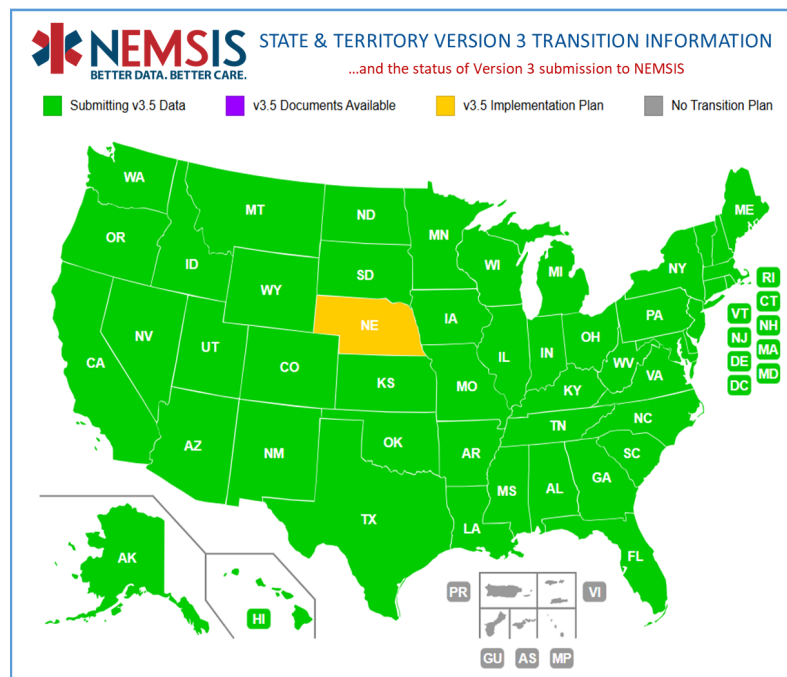 NEMSIS
BETTER DATA. BETTER CARE.
STATE & TERRITORY VERSION 3 TRANSITION INFORMATION
...and the status of Version 3 submission to NEMSIS
Submitting v3.5 Data
v3.5 Documents Available
v3.5 Implementation Plan
No Transition Plan
WA
MT
ND
MN
ME
OR
ID
WY
SD
WI
MI
NY
RI
CT
VT
NH
NV
UT
NE
IA
PA
NJ
MA
CA
CO
IL
IN
OH
WV
DE
MD
KS
MO
KY
VA
DC
AZ
NM
OK
AR
TN
NC
SC
TX
MS
AL
GA
LA
AK
FL
HI
PR
VI
GU
AS
MP